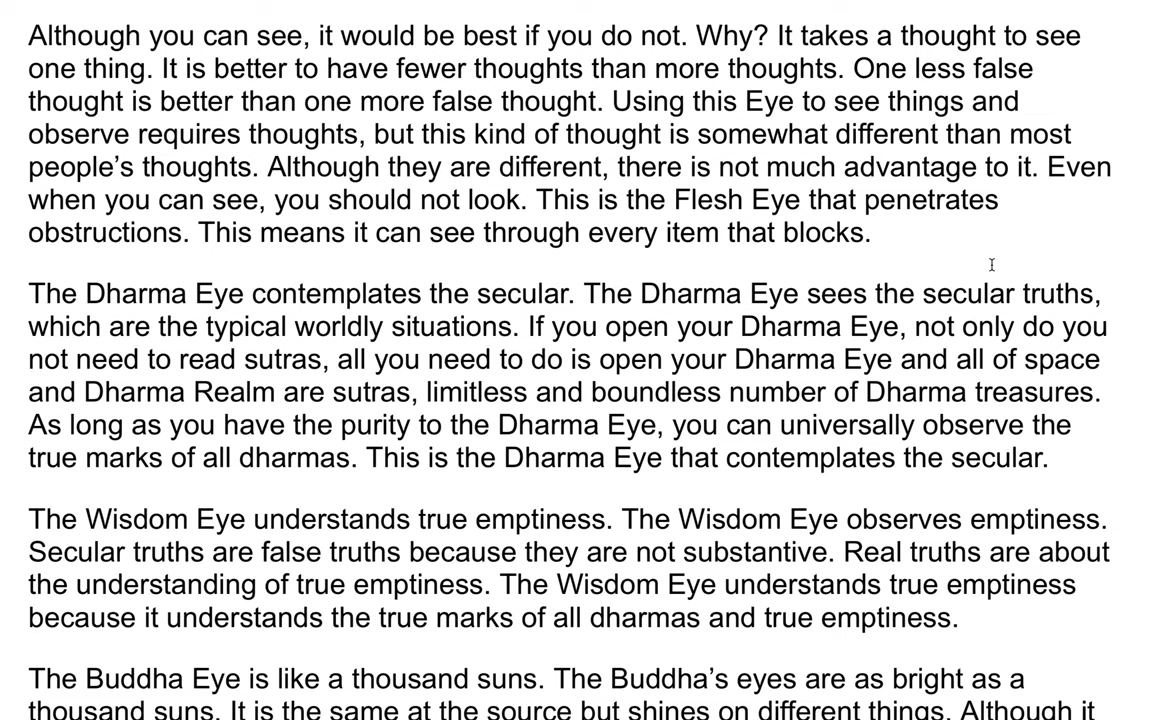 Although you can see, it would be best if you do not. Why? It takes a thought to see
one thing. It is better to have fewer thoughts than more thoughts. One less false
thought is better than one more false thought. Using this Eye to see things and
observe requires thoughts, but this kind of thought is somewhat different than most
people’s thoughts. Although they are different, there is not much advantage to it. Even
when you can see, you should not look. This is the Flesh Eye that penetrates
obstructions. This means it can see through every item that blocks.
The Dharma Eye contemplates the secular. The Dharma Eye sees the secular truths,
which are the typical worldly situations. If you open your Dharma Eye, not only do you
not need to read sutras, all you need to do is open your Dharma Eye and all of space
and Dharma Realm are sutras, limitless and boundless number of Dharma treasures.
As long as you have the purity to the Dharma Eye, you can universally observe the
true marks of all dharmas. This is the Dharma Eye that contemplates the secular.
The Wisdom Eye understands true emptiness. The Wisdom Eye observes emptiness.
Secular truths are false truths because they are not substantive. Real truths are about
the understanding of true emptiness. The Wisdom Eye understands true emptiness
because it understands the true marks of all dharmas and true emptiness.
The Buddha Eye is like a thousand suns. The Buddha’s eyes are as bright as a
thousand suns. It is the same at the source but shines on different things. Although it